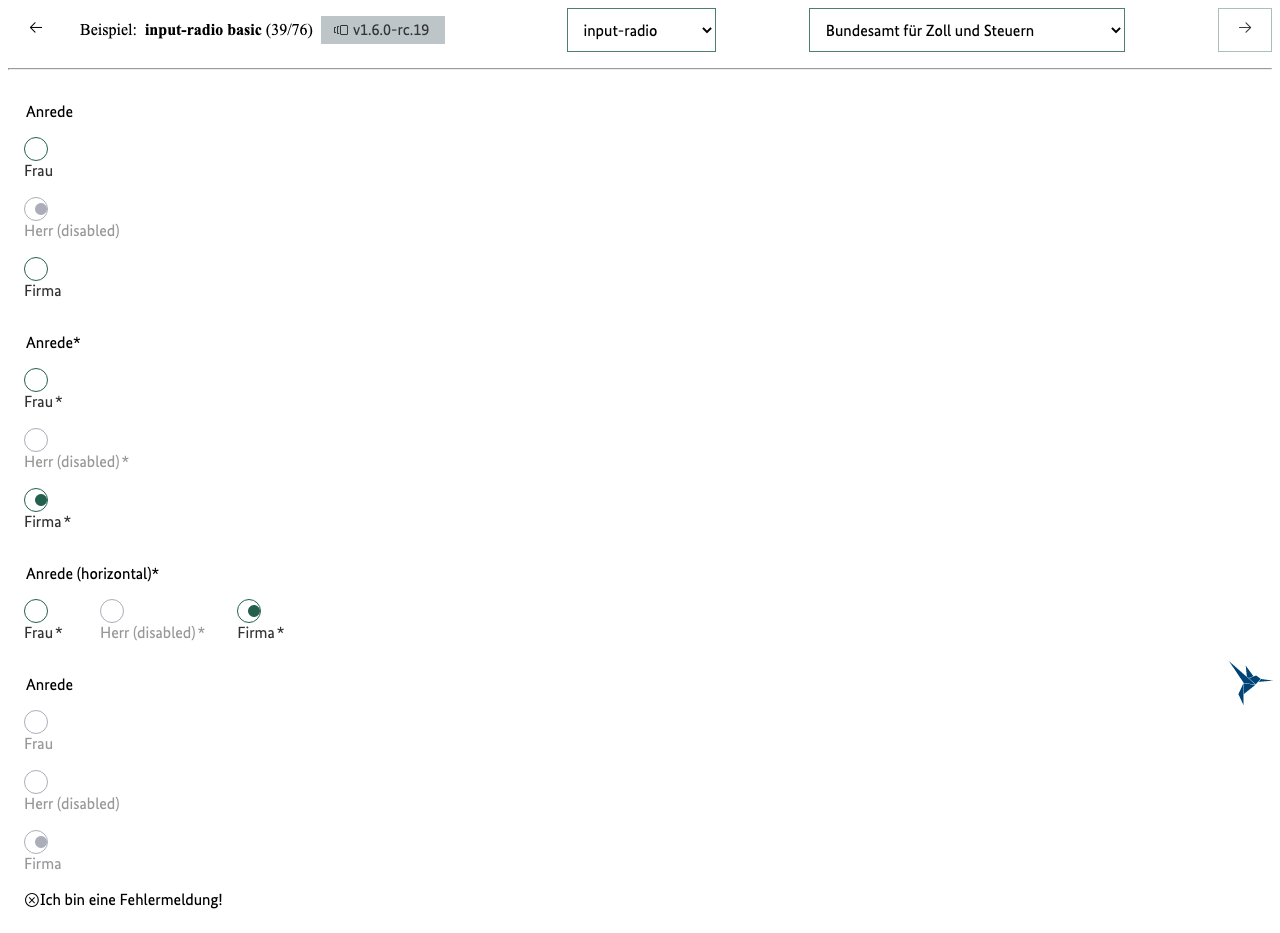 Beispiel: input-radio basic (39/76) v1.6.0-rc.19 input-radio Bundesamt für Zoll und Steuern
Anrede
Frau
Herr (disabled)
Firma
Anrede*
Frau*
Herr (disabled)*
Firma*
Anrede (horizontal)*
Frau* Herr (disabled)* Firma*
Anrede
Frau
Herr (disabled)
Firma
Ich bin eine Fehlermeldung!